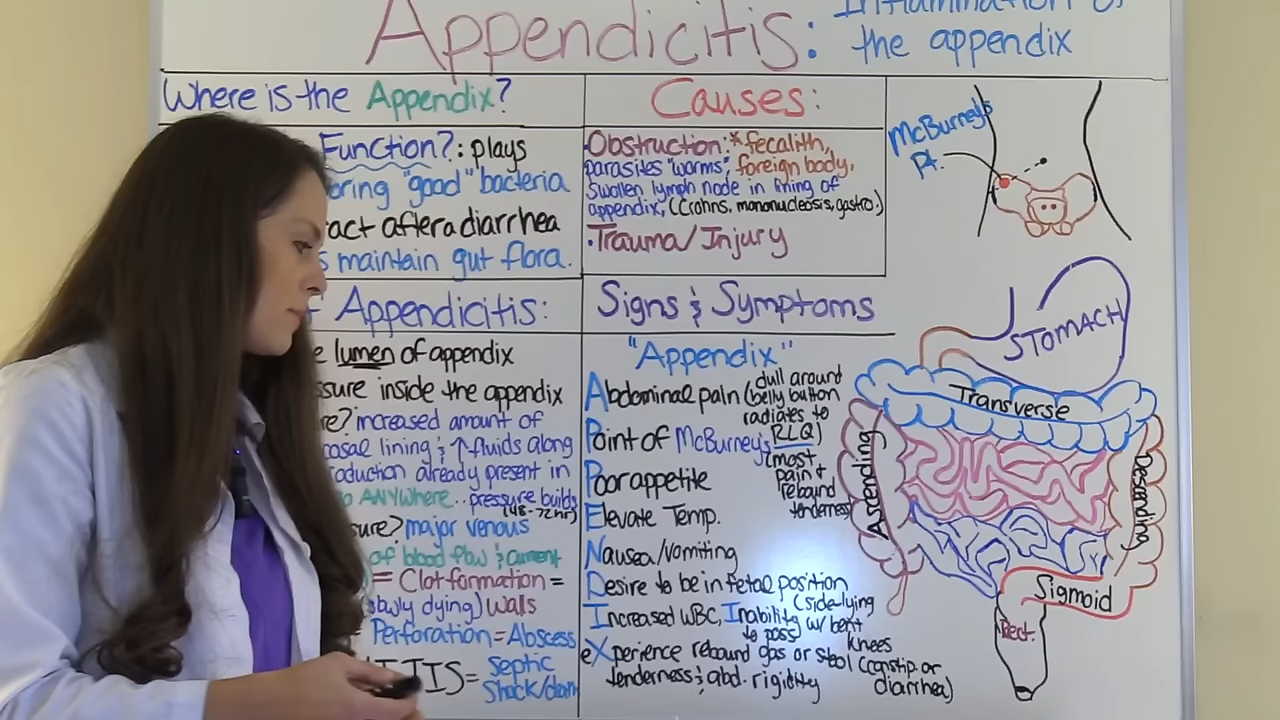 Appendicitis: Inflammation of
the appendix
Where is the Appendix?
Function?: plays
"good" bacteria
after a diarrhea
maintain gut flora.
Appendicitis:
lumen of appendix
inside the appendix
increased amount of
lining & ↑ fluids along
already present in
ANYWhere.. pressure builds
(48-72hr)
major venous
of blood flow &
= Clot formation =
dying) walls
Perforation = Abscess
= septic
Shock/death
Causes:
Obstruction: *fecalith,
parasites "worms", foreign body,
swollen lymph node in lining of
appendix, (Crohns, mononucleosis, gastro.)
Trauma/Injury
Signs & Symptoms
"Appendix"
Abdominal pain (dull around
belly button
radiates to
RLQ)
Point of McBurney's
(most
pain &
rebound
tenderness
Poor appetite
Elevate Temp.
Nausea/vomiting
Desire to be in fetal position
(side-lying
w/ bent
knees
Increased WBC, Inability
to pass
gas or stool (constip. or
diarrhea)
eXperience rebound
tenderness & abd. rigidity
McBurney's
Pt.
STOMACH
Transverse
Ascending
Descending
Sigmoid
Rect.